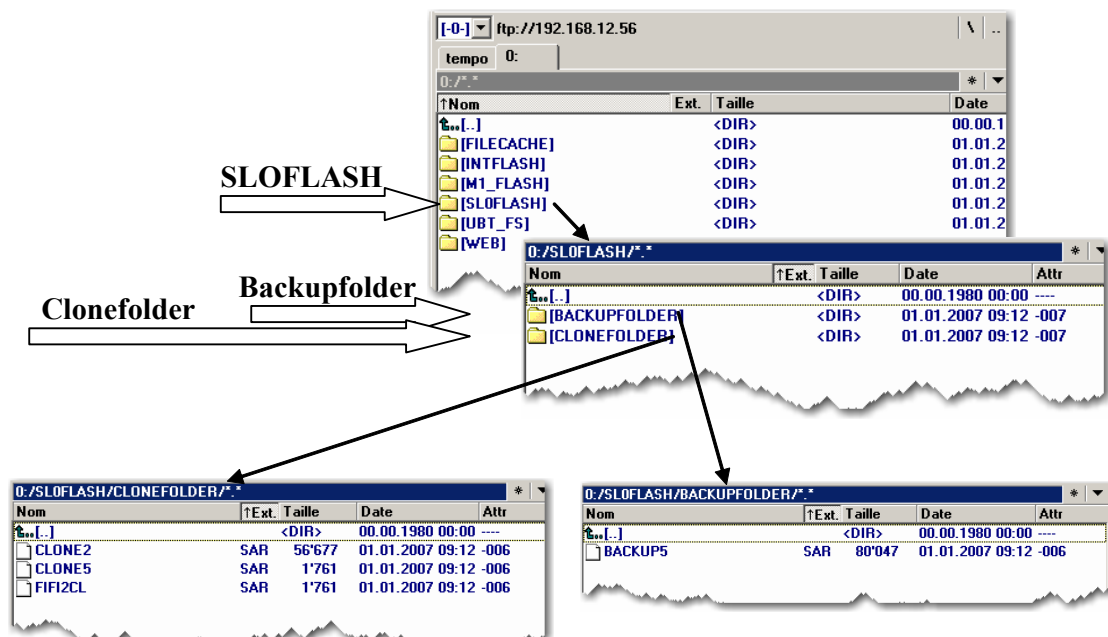 [-0-] ftp://192.168.12.56 \ ..
tempo 0:
0:/*.* *
↑Nom Ext. Taille Date
[..] <DIR> 00.00.1
[FILECACHE] <DIR> 01.01.2
[INTFLASH] <DIR> 01.01.2
[M1_FLASH] <DIR> 01.01.2
SLOFLASH
[SL0FLASH] <DIR> 01.01.2
[UBT_FS] <DIR> 01.01.2
[WEB]
0:/SL0FLASH/*.* *
Nom ↑Ext. Taille Date Attr
[..] <DIR> 00.00.1980 00:00 ----
Backupfolder
[BACKUPFOLDER] <DIR> 01.01.2007 09:12 -007
Clonefolder
[CLONEFOLDER] <DIR> 01.01.2007 09:12 -007
0:/SL0FLASH/CLONEFOLDER/*.* *
Nom ↑Ext. Taille Date Attr
[..] <DIR> 00.00.1980 00:00 ----
CLONE2 SAR 56'677 01.01.2007 09:12 -006
CLONE5 SAR 1'761 01.01.2007 09:12 -006
FIFI2CL SAR 1'761 01.01.2007 09:12 -006
0:/SL0FLASH/BACKUPFOLDER/*.* *
Nom ↑Ext. Taille Date Attr
[..] <DIR> 00.00.1980 00:00 ----
BACKUP5 SAR 80'047 01.01.2007 09:12 -006